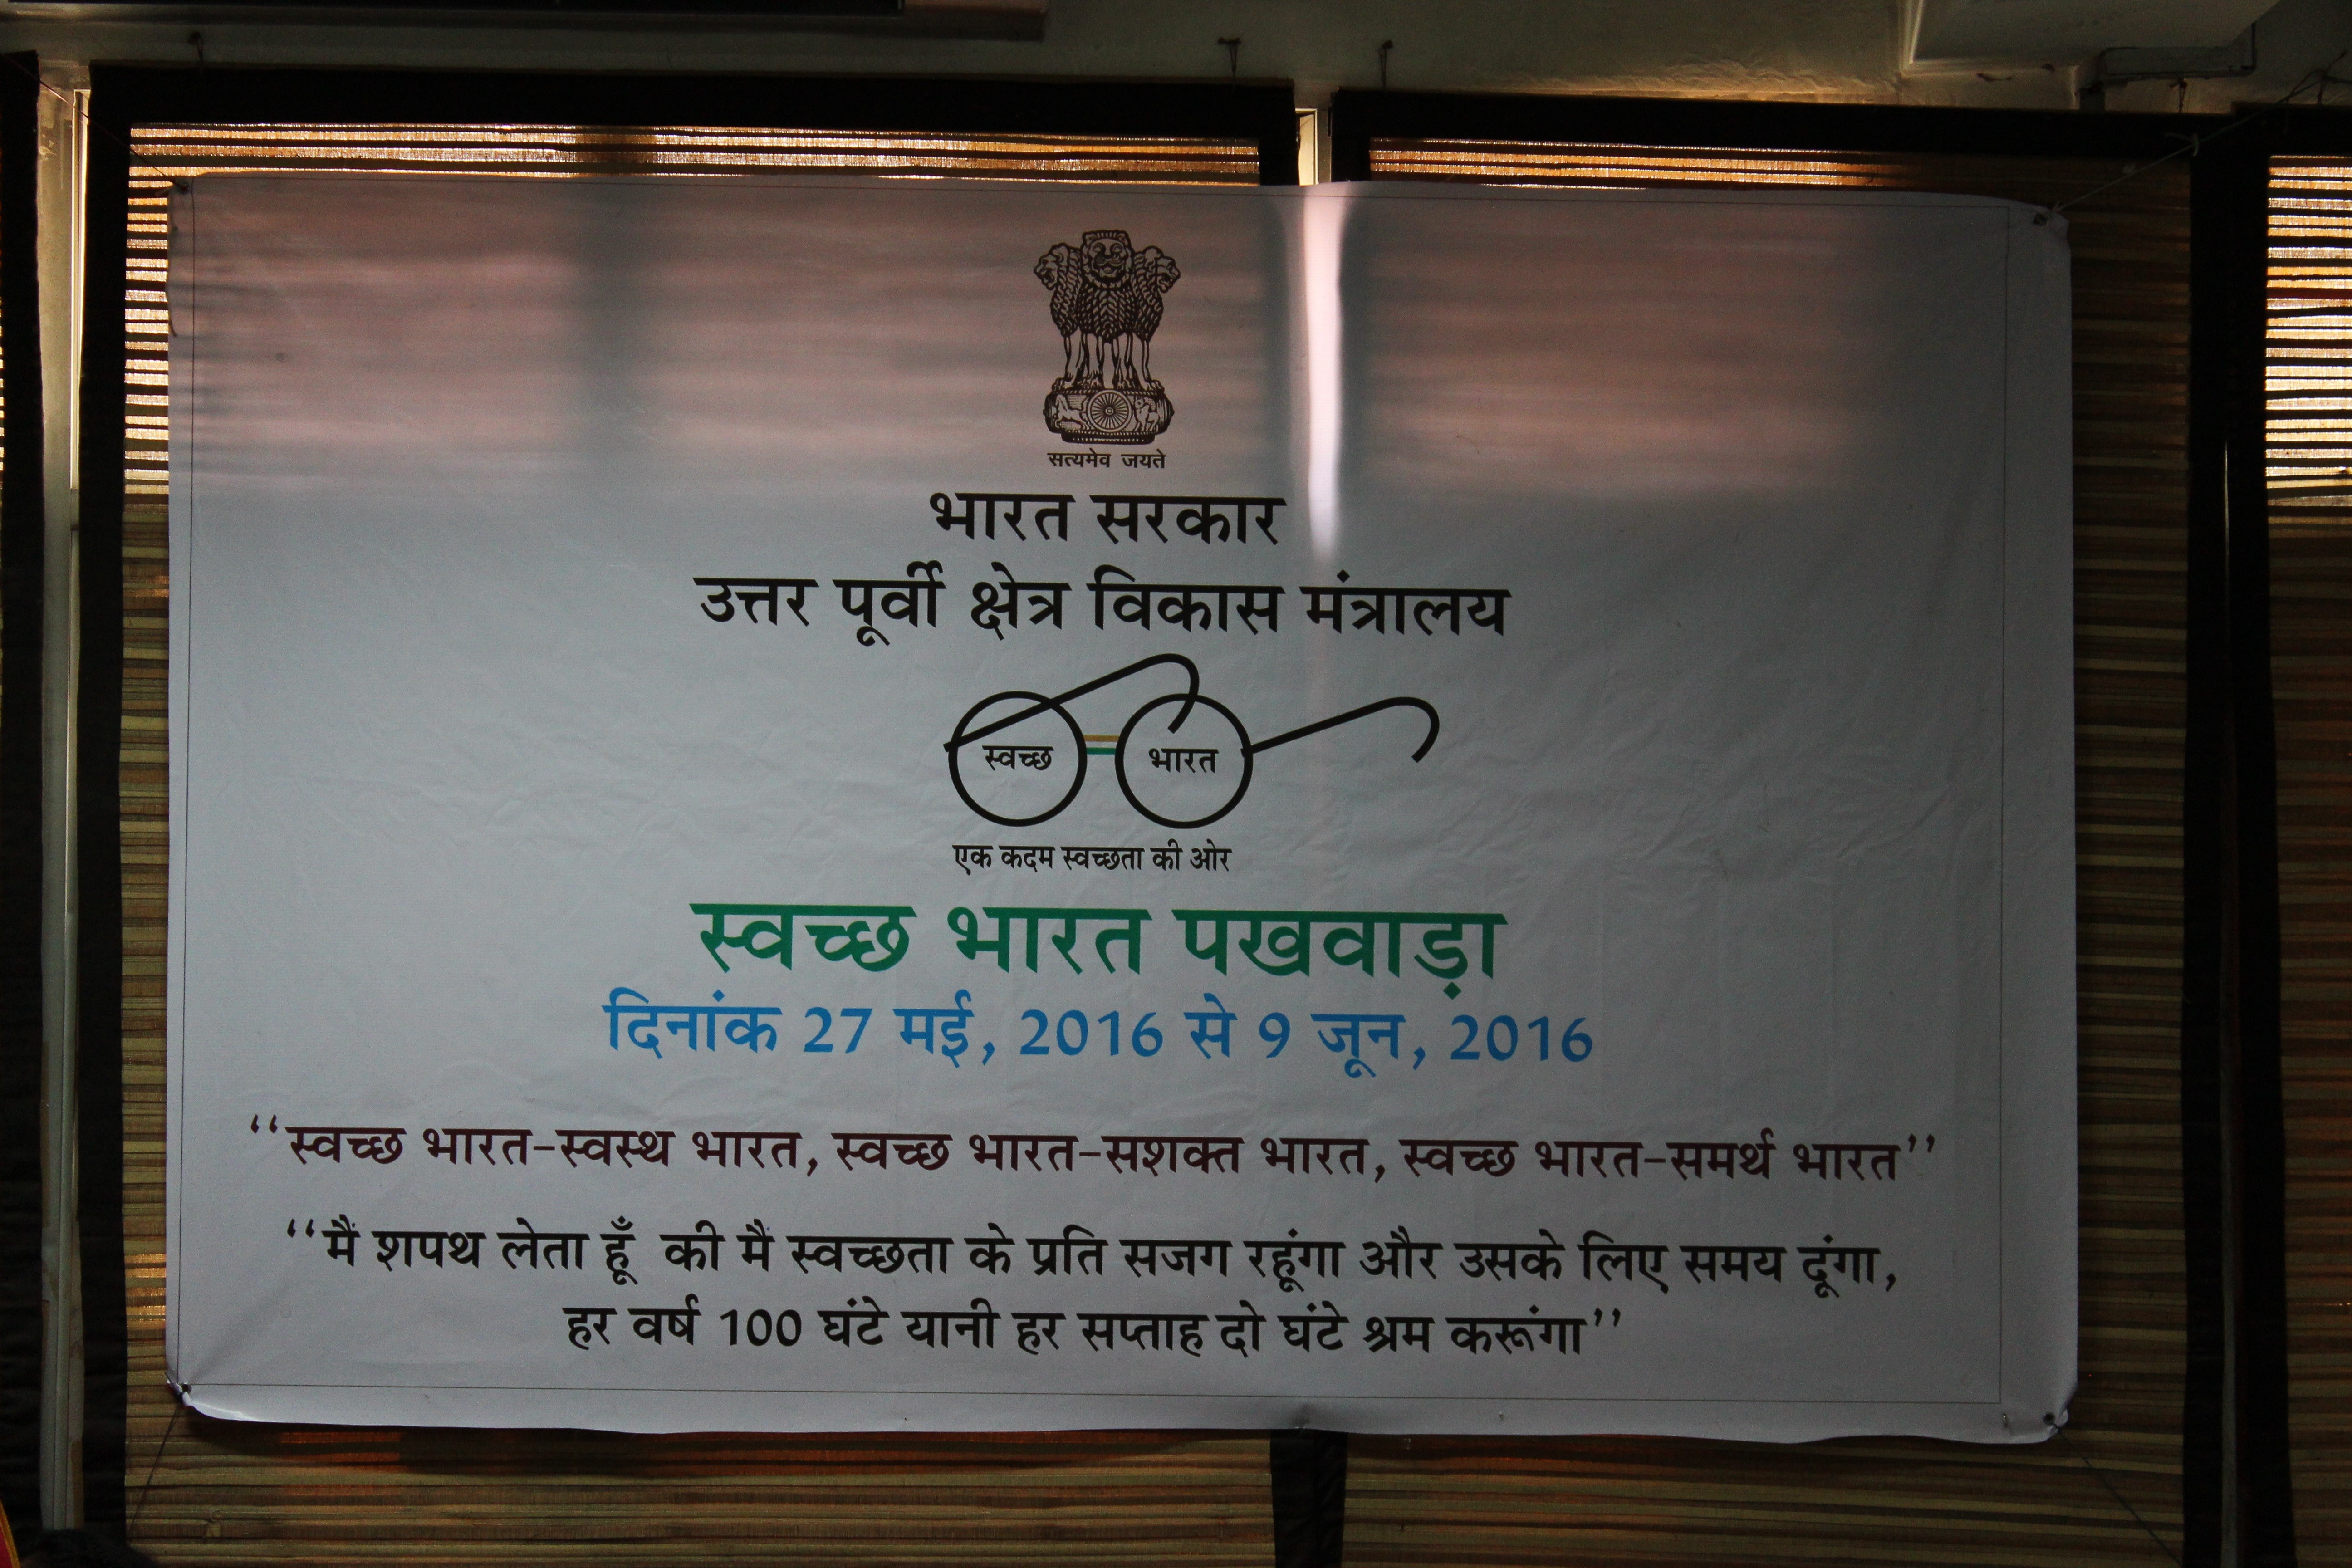 सत्यमेव जयते
भारत सरकार
उत्तर पूर्वी क्षेत्र विकास मंत्रालय
स्वच्छ भारत
एक कदम स्वच्छता की ओर
स्वच्छ भारत पखवाड़ा
दिनांक 27 मई, 2016 से 9 जून, 2016
‘‘स्वच्छ भारत-स्वस्थ भारत, स्वच्छ भारत-सशक्त भारत, स्वच्छ भारत-समर्थ भारत’’
‘‘मैं शपथ लेता हूँ की मै स्वच्छता के प्रति सजग रहूंगा और उसके लिए समय दूंगा,
हर वर्ष 100 घंटे यानी हर सप्ताह दो घंटे श्रम करूंगा’’